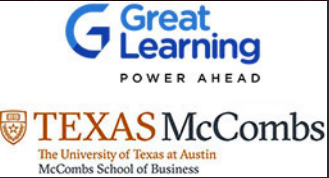 Great
Learning
POWER AHEAD
TEXAS McCombs
The University of Texas at Austin
McCombs School of Business